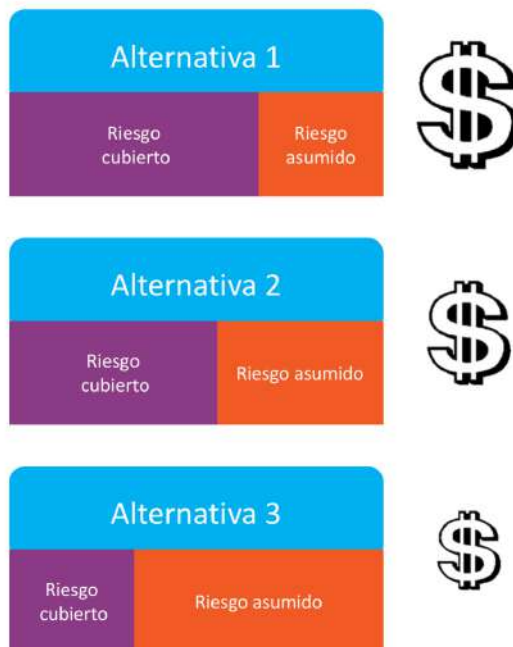 Alternativa 1
Riesgo
cubierto
Riesgo
asumido
$
Alternativa 2
Riesgo
cubierto
Riesgo asumido
$
Alternativa 3
Riesgo
cubierto
Riesgo asumido
$